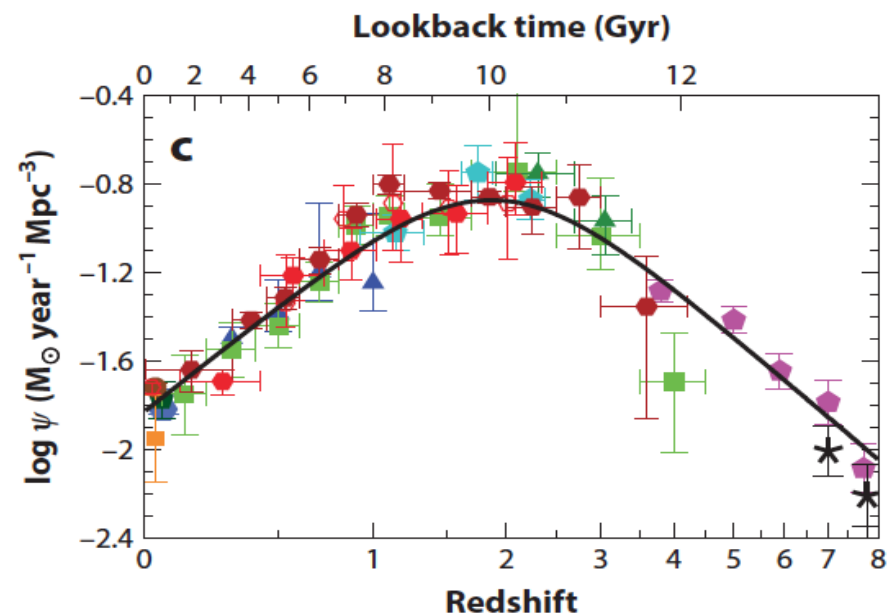 Lookback time (Gyr)
0 2 4 6 8 10 12
c
log ψ (M☉ year⁻¹ Mpc⁻³)
−0.4
−0.8
−1.2
−1.6
−2
−2.4
0 1 2 3 4 5 6 7 8
Redshift